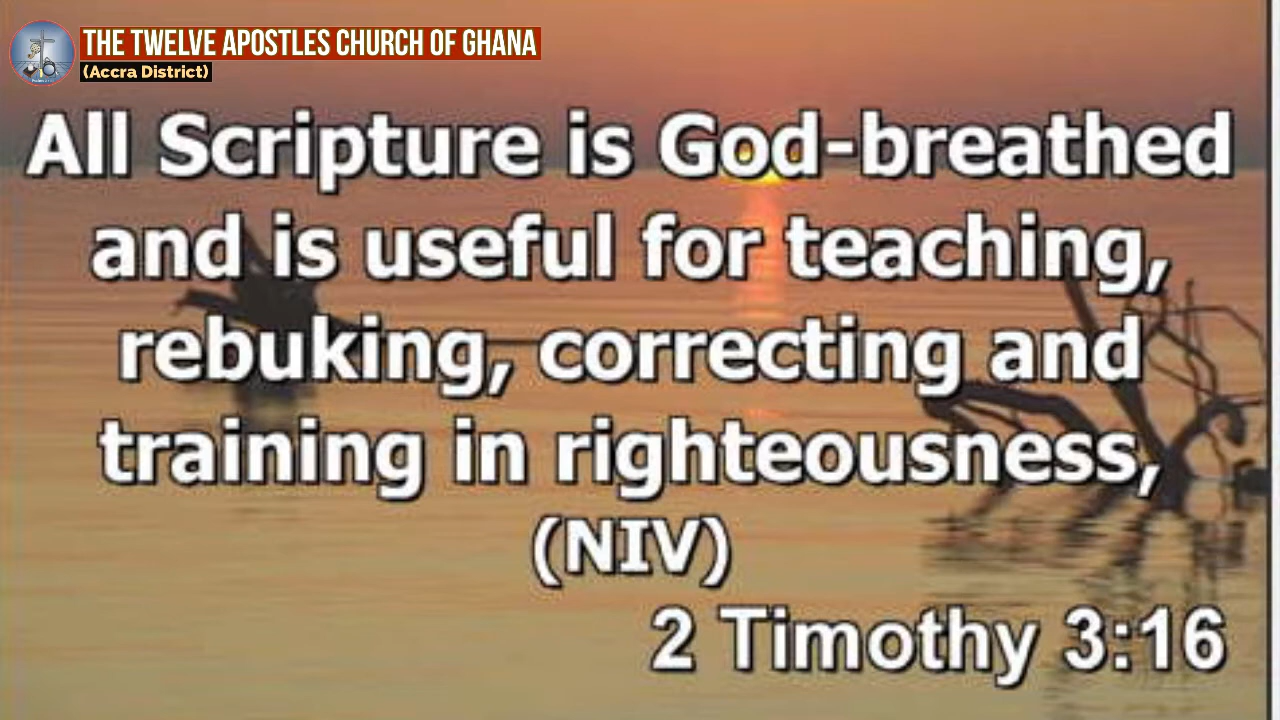 THE TWELVE APOSTLES CHURCH OF GHANA
(Accra District)
All Scripture is God-breathed
and is useful for teaching,
rebuking, correcting and
training in righteousness,
(NIV)
2 Timothy 3:16